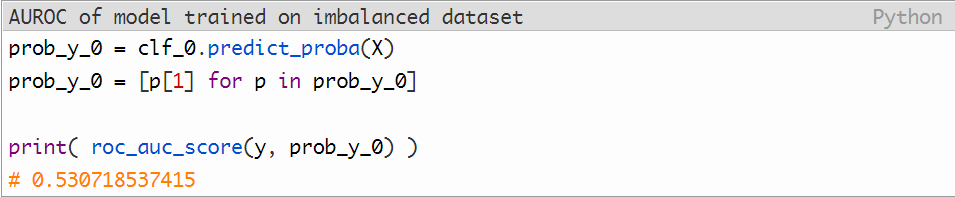 AUROC of model trained on imbalanced dataset Python
prob_y_0 = clf_0.predict_proba(X)
prob_y_0 = [p[1] for p in prob_y_0]
print( roc_auc_score(y, prob_y_0) )
# 0.530718537415